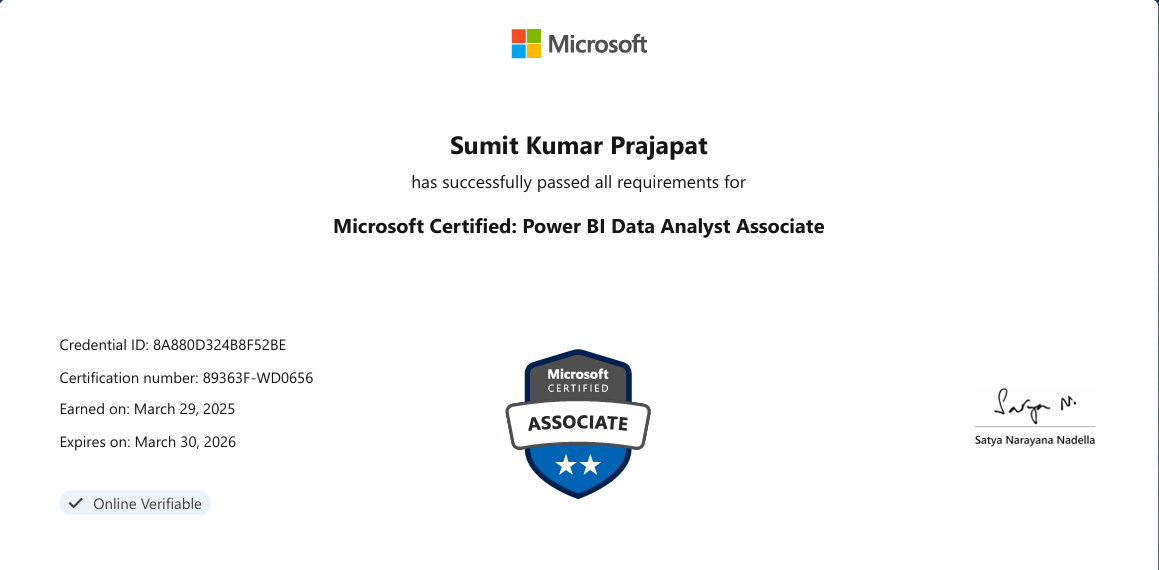 Microsoft
Sumit Kumar Prajapat
has successfully passed all requirements for
Microsoft Certified: Power BI Data Analyst Associate
Credential ID: 8A880D324B8F52BE
Certification number: 89363F-WD0656
Earned on: March 29, 2025
Expires on: March 30, 2026
Online Verifiable
Microsoft
CERTIFIED
ASSOCIATE
Satya N.
Satya Narayana Nadella